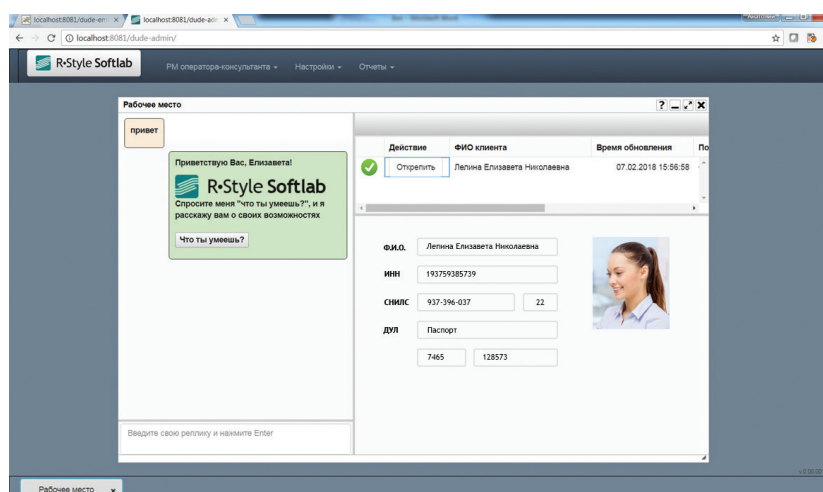 localhost:8081/dude-en
localhost:8081/dude-adm
localhost:8081/dude-admin/
R-Style Softlab
РМ оператора-консультанта
Настройки
Отчеты
Рабочее место
привет
Приветствую Вас, Елизавета!
R-Style Softlab
Спросите меня "что ты умеешь?", и я
расскажу вам о своих возможностях
Что ты умеешь?
Введите свою реплику и нажмите Enter
Действие ФИО клиента Время обновления По
Открепить Лепина Елизавета Николаевна 07.02.2018 15:56:58
Ф.И.О. Лепина Елизавета Николаевна
ИНН 193759385739
СНИЛС 937-396-037 22
ДУЛ Паспорт
7465 128573
Рабочее место